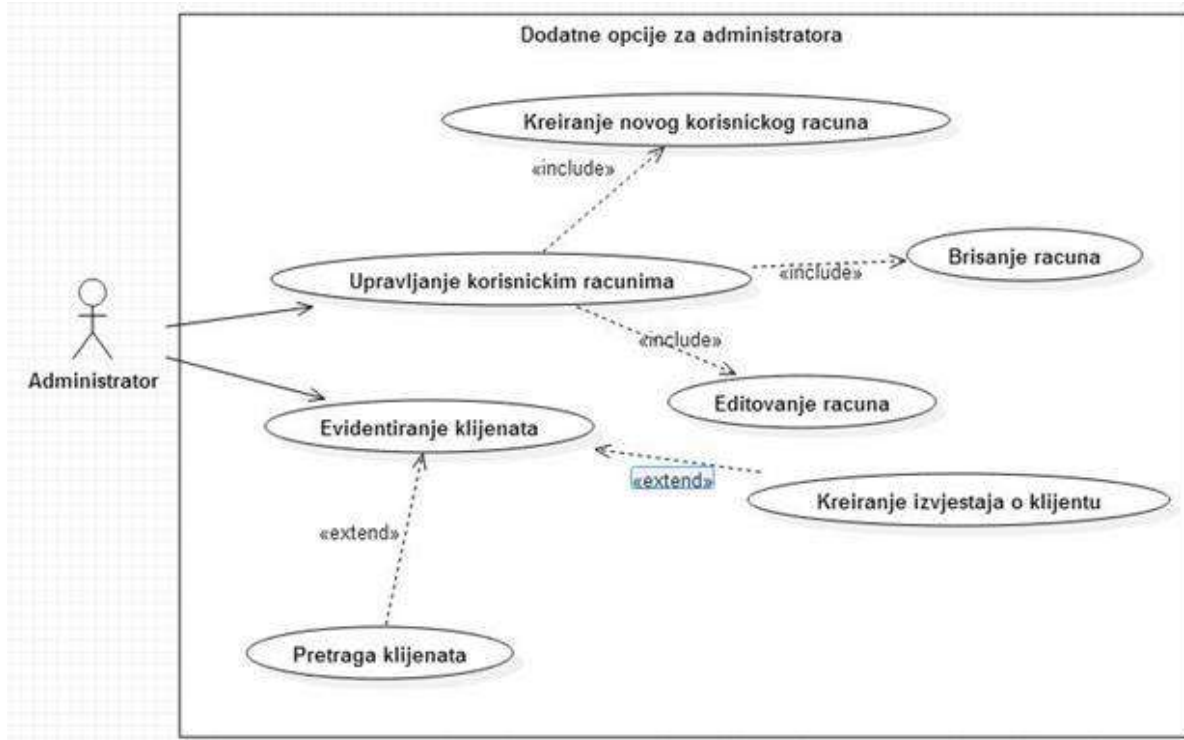 Dodatne opcije za administratora
Kreiranje novog korisnickog racuna
«include»
Brisanje racuna
«include»
Upravljanje korisnickim racunima
«include»
Administrator
Editovanje racuna
Evidentiranje klijenata
«extend»
Kreiranje izvjestaja o klijentu
«extend»
Pretraga klijenata